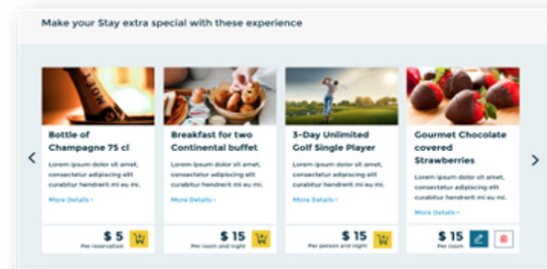 Make your Stay extra special with these experience
Bottle of
Champagne 75 cl
Lorem ipsum dolor sit amet,
consectetur adipiscing elit
curabitur hendrerit mi eu mi.
More Details
$ 5
Per reservation
Breakfast for two
Continental buffet
Lorem ipsum dolor sit amet,
consectetur adipiscing elit
curabitur hendrerit mi eu mi.
More Details
$ 15
Per room and night
3-Day Unlimited
Golf Single Player
Lorem ipsum dolor sit amet,
consectetur adipiscing elit
curabitur hendrerit mi eu mi.
More Details
$ 15
Per person and night
Gourmet Chocolate
covered
Strawberries
Lorem ipsum dolor sit amet,
consectetur adipiscing elit
curabitur hendrerit mi eu mi.
More Details
$ 15
Per room